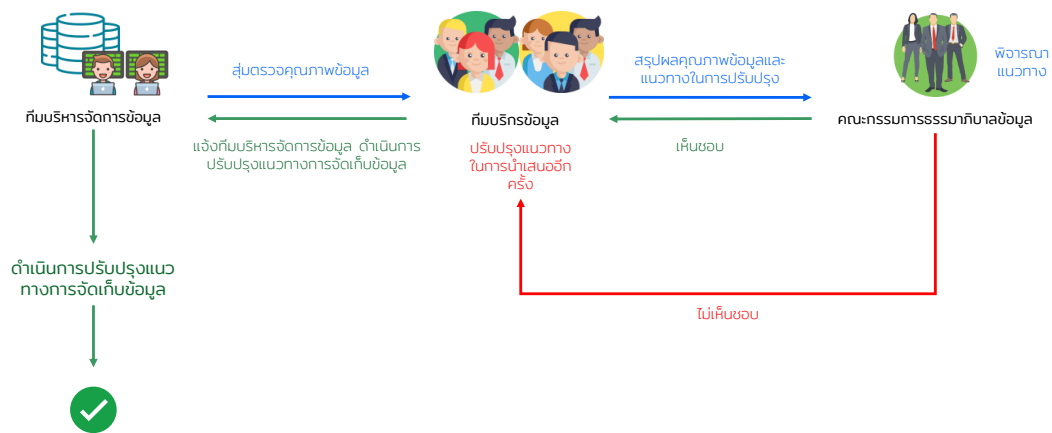 สุ่มตรวจคุณภาพข้อมูล
สรุปผลคุณภาพข้อมูลและ
แนวทางในการปรับปรุง
พิจารณา
แนวทาง
ทีมบริหารจัดการข้อมูล
ทีมบริกรข้อมูล
คณะกรรมการธรรมาภิบาลข้อมูล
แจ้งทีมบริหารจัดการข้อมูล ดำเนินการ
ปรับปรุงแนวทางการจัดเก็บข้อมูล
ปรับปรุงแนวทาง
ในการนำเสนออีก
ครั้ง
เห็นชอบ
ดำเนินการปรับปรุงแนว
ทางการจัดเก็บข้อมูล
ไม่เห็นชอบ